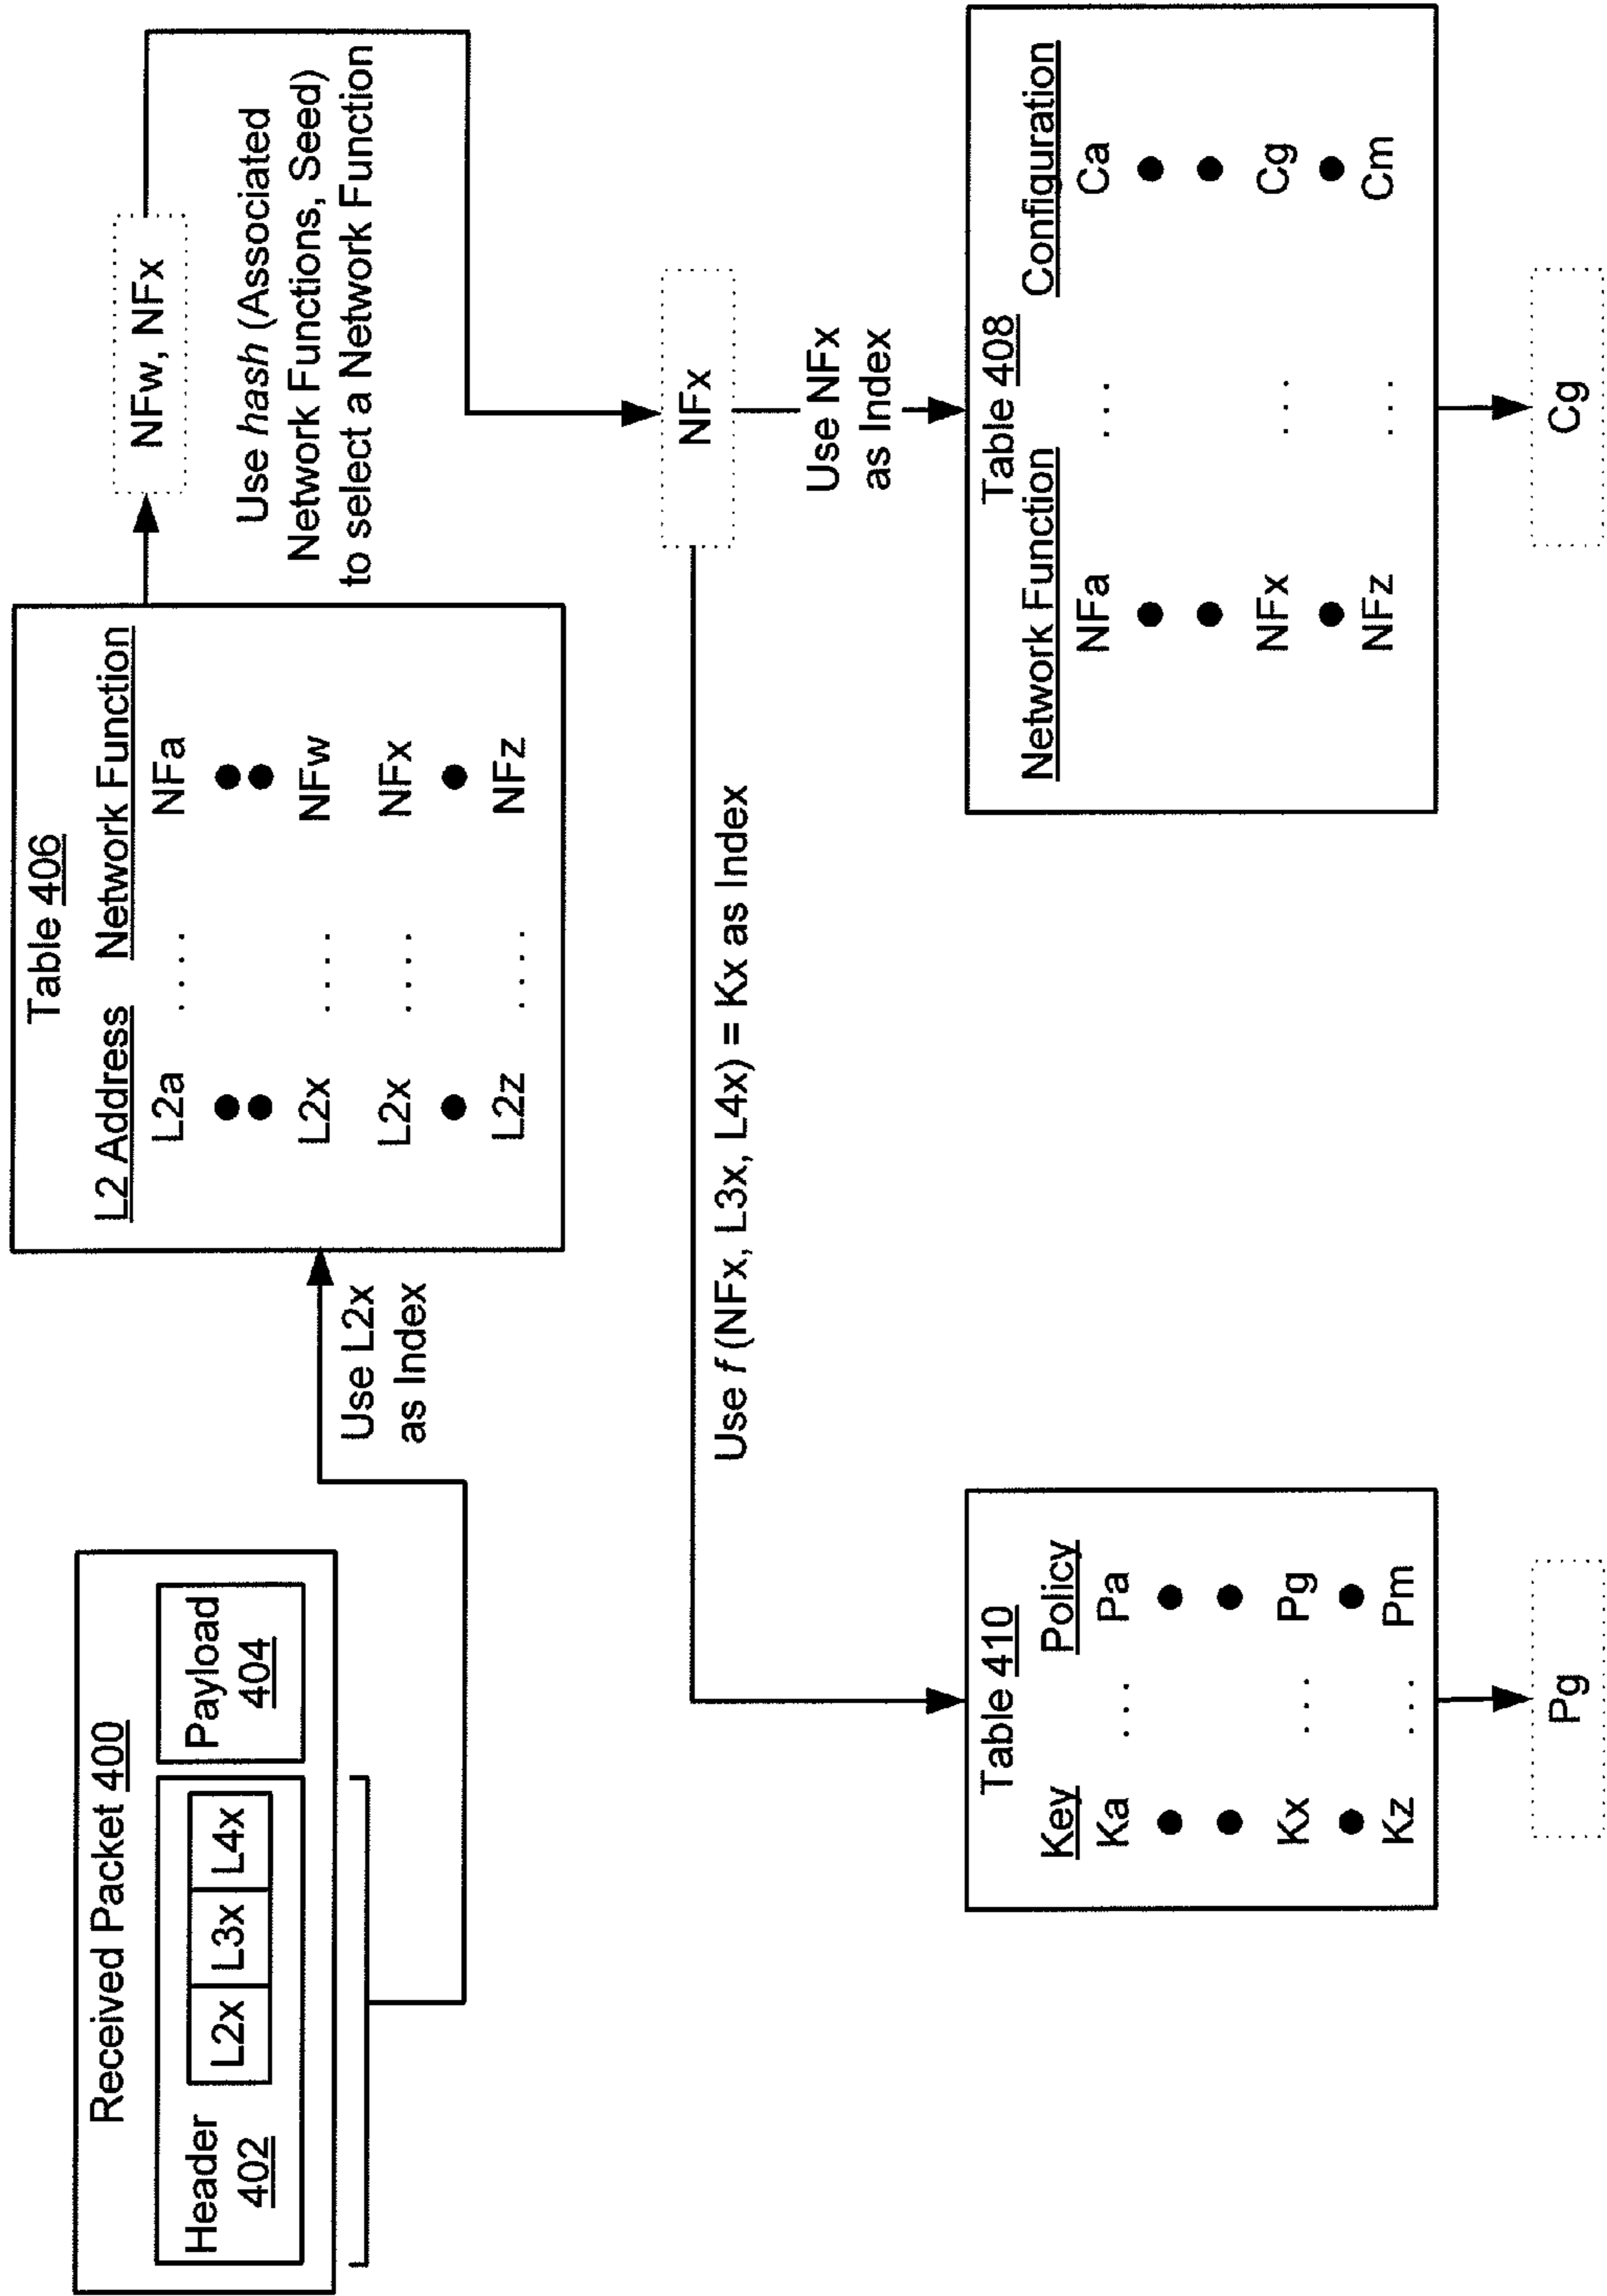 Received Packet 400
Header
402
L2x L3x L4x
Payload
404
Use L2x
as Index
Table 406
L2 Address Network Function
L2a .... NFa
L2x ... NFw
L2x ... NFx
L2z .... NFz
NFw, NFx
Use hash (Associated
Network Functions, Seed)
to select a Network Function
NFx
Use f (NFx, L3x, L4x) = Kx as Index
Use NFx
as Index
Table 410
Key Policy
Ka ... Pa
Kx ... Pg
Kz ... Pm
Pg
Table 408
Network Function Configuration
NFa ... Ca
NFx ... Cg
NFz ... Cm
Cg